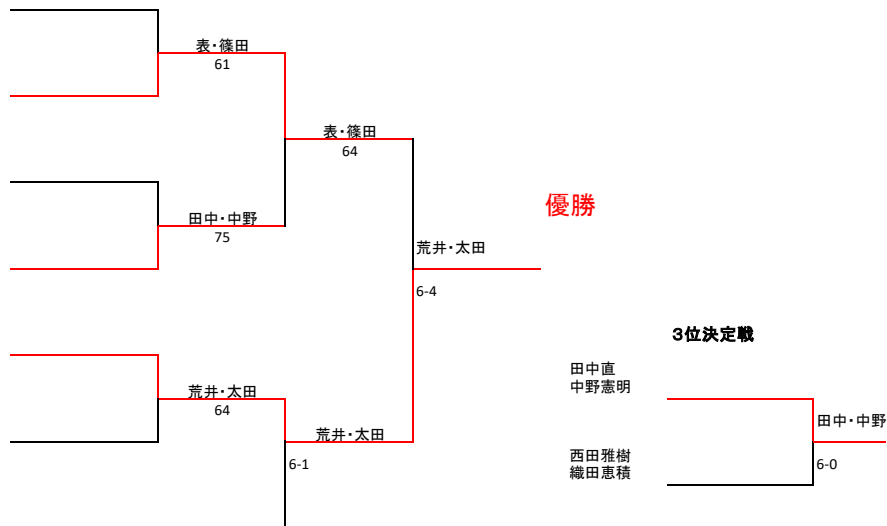 表・篠田
61
表・篠田
64
田中・中野
75
優勝
荒井・太田
6-4
3位決定戦
田中直
中野憲明
荒井・太田
64
田中・中野
荒井・太田
6-1
西田雅樹
織田恵積
6-0